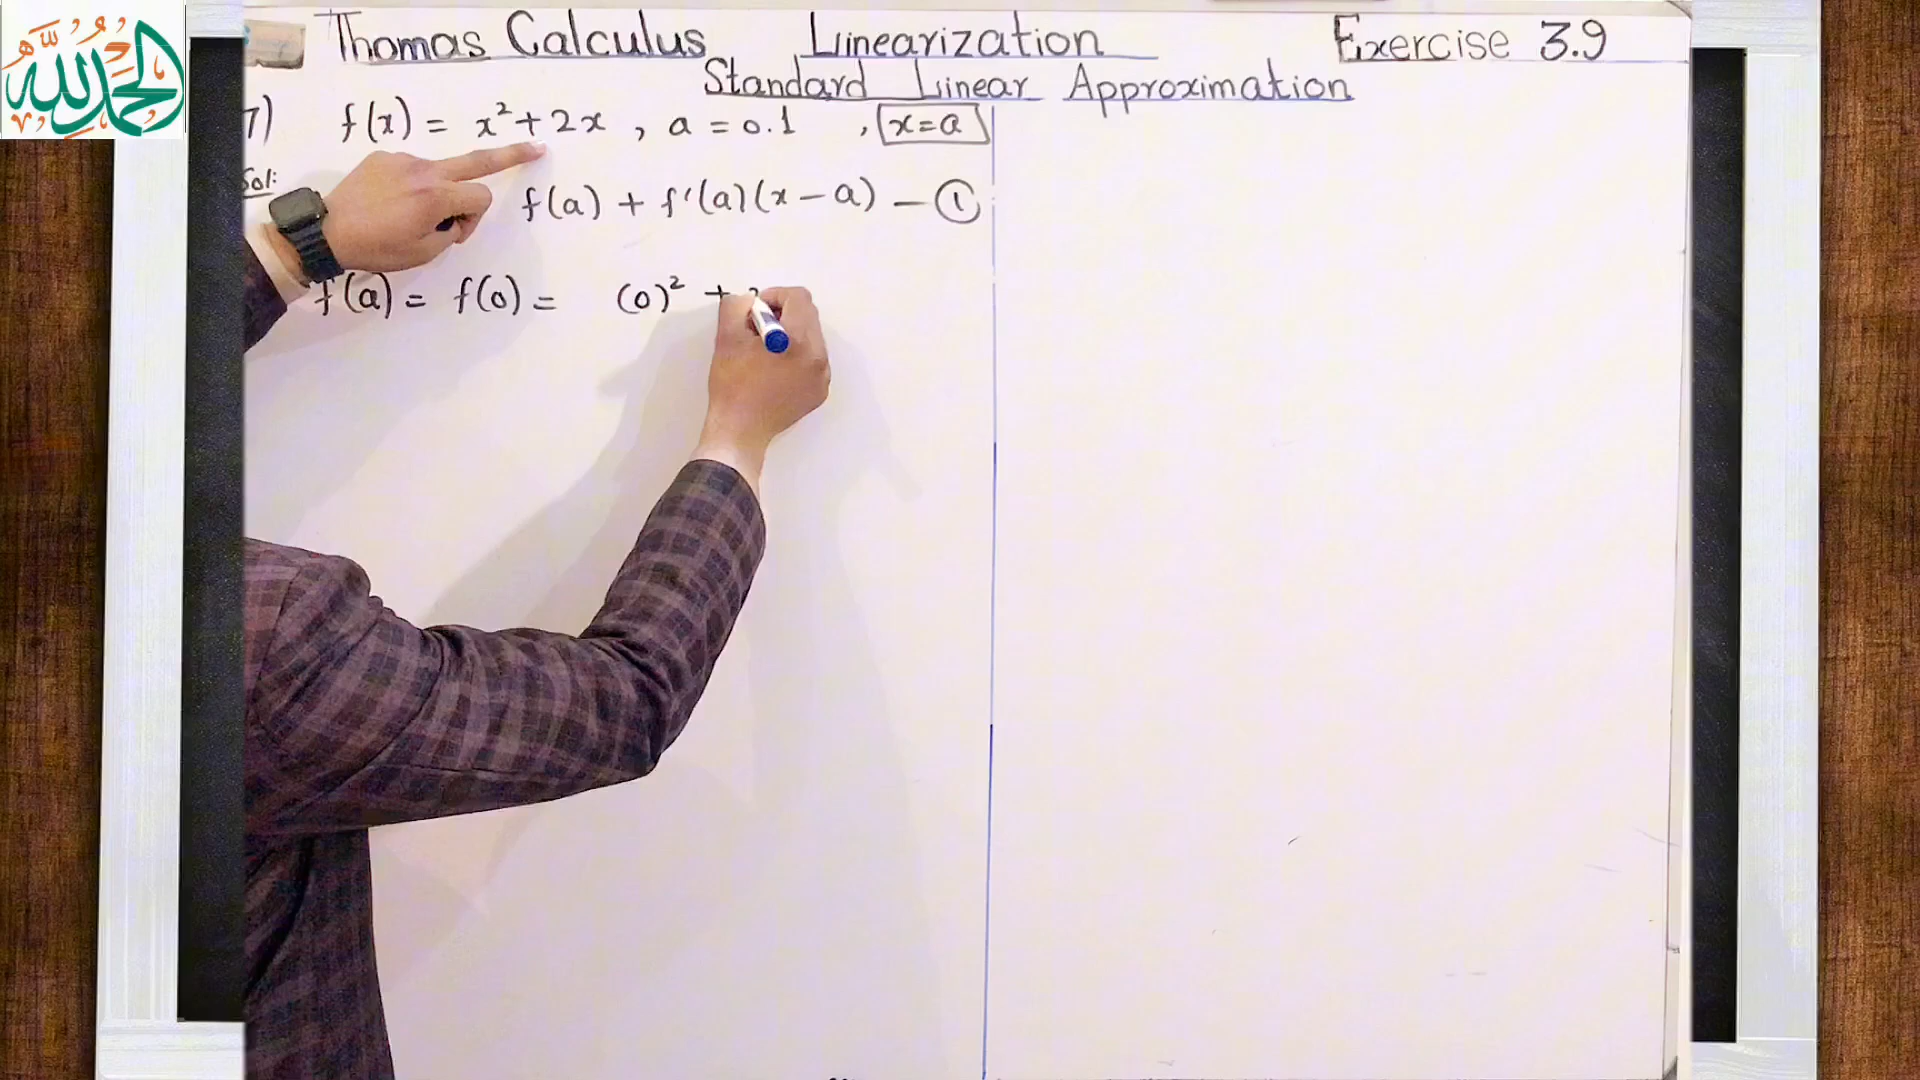 الحمد لله
Thomas Calculus Linearization Exercise 3.9
Standard Linear Approximation
7) f(x) = x² + 2x , a = 0.1 , x=a
Sol:
f(a) + f'(a)(x - a) - ①
f(a) = f(0) = (0)² +